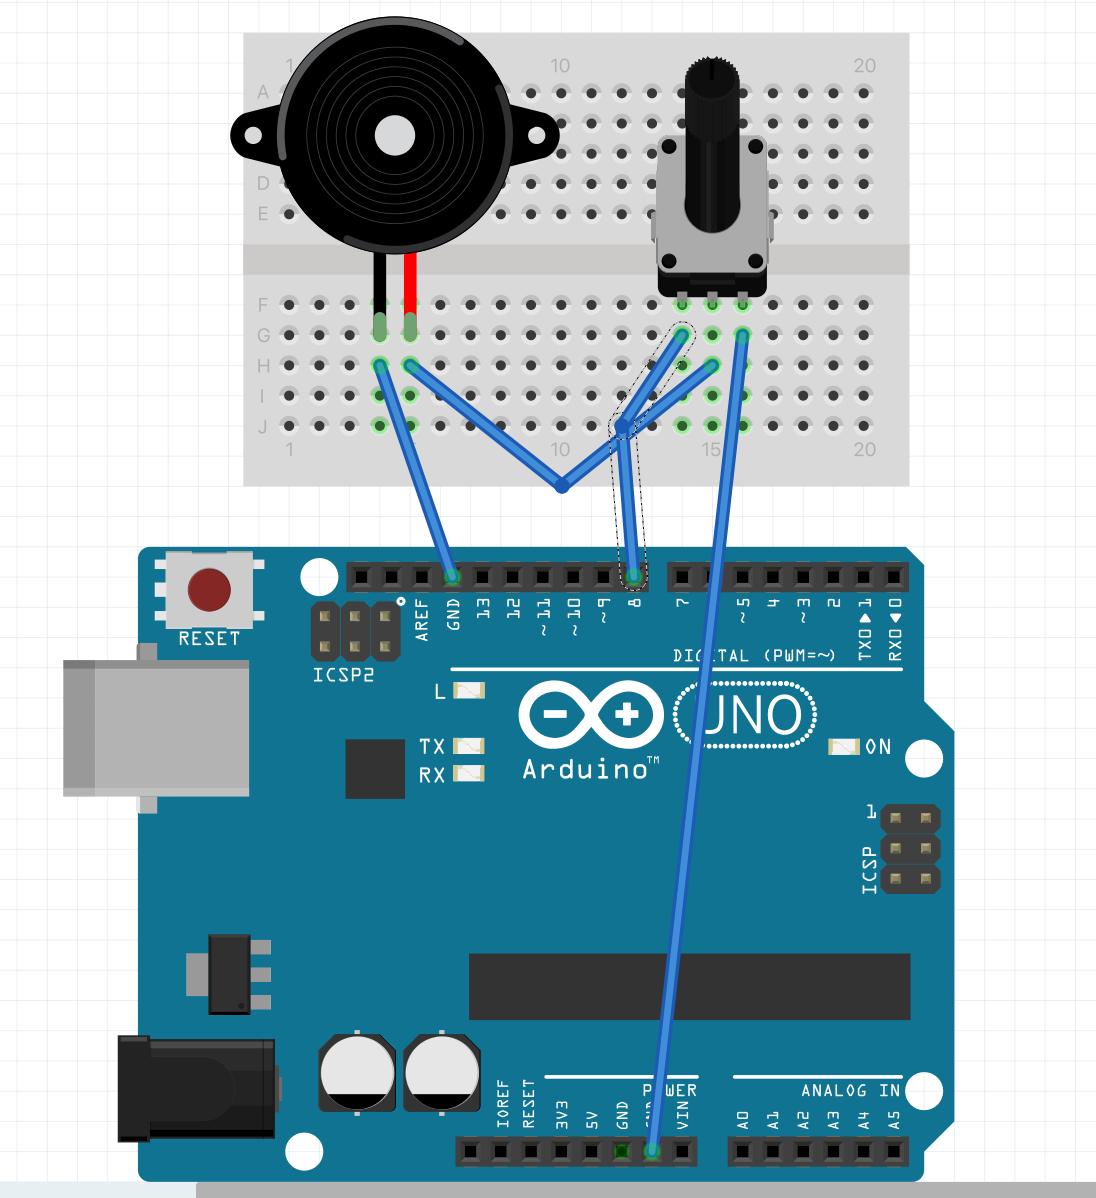 1 10 20
A
D
E
F
G
H
I
J
1 10 15 20
RESET
ICSP2
AREF
GND
13
12
~11
~10
~9
8
7
~5
4
~3
2
TX0▶1
RX0◀0
DIGITAL (PWM=~)
L
TX
RX
UNO
Arduino™
ON
1
ICSP
POWER
ANALOG IN
IOREF
RESET
3V3
5V
GND
GND
VIN
A0
A1
A2
A3
A4
A5